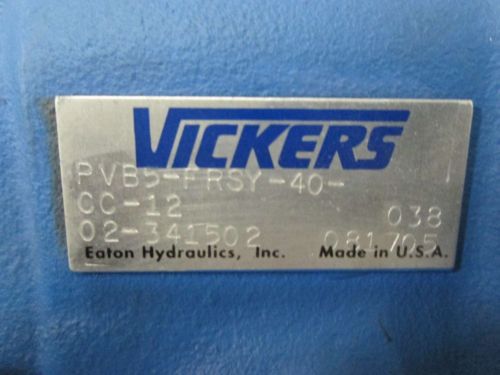 VICKERS
PVB5-FRSY-40-
CC-12 038
02-341502 081705
Eaton Hydraulics, Inc. Made in U.S.A.